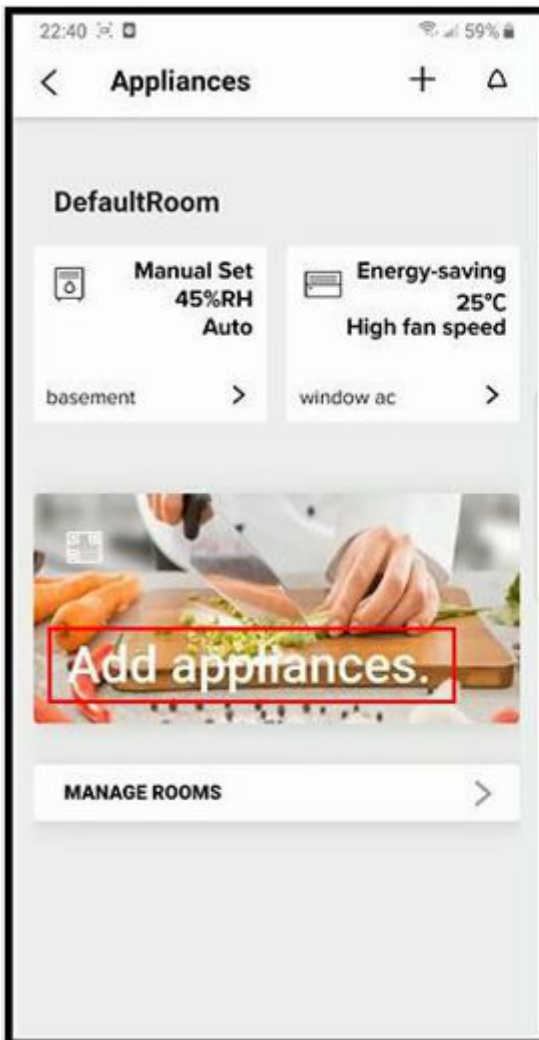 22:40 59%
Appliances
DefaultRoom
Manual Set
45%RH
Auto
basement
Energy-saving
25°C
High fan speed
window ac
Add appliances.
MANAGE ROOMS